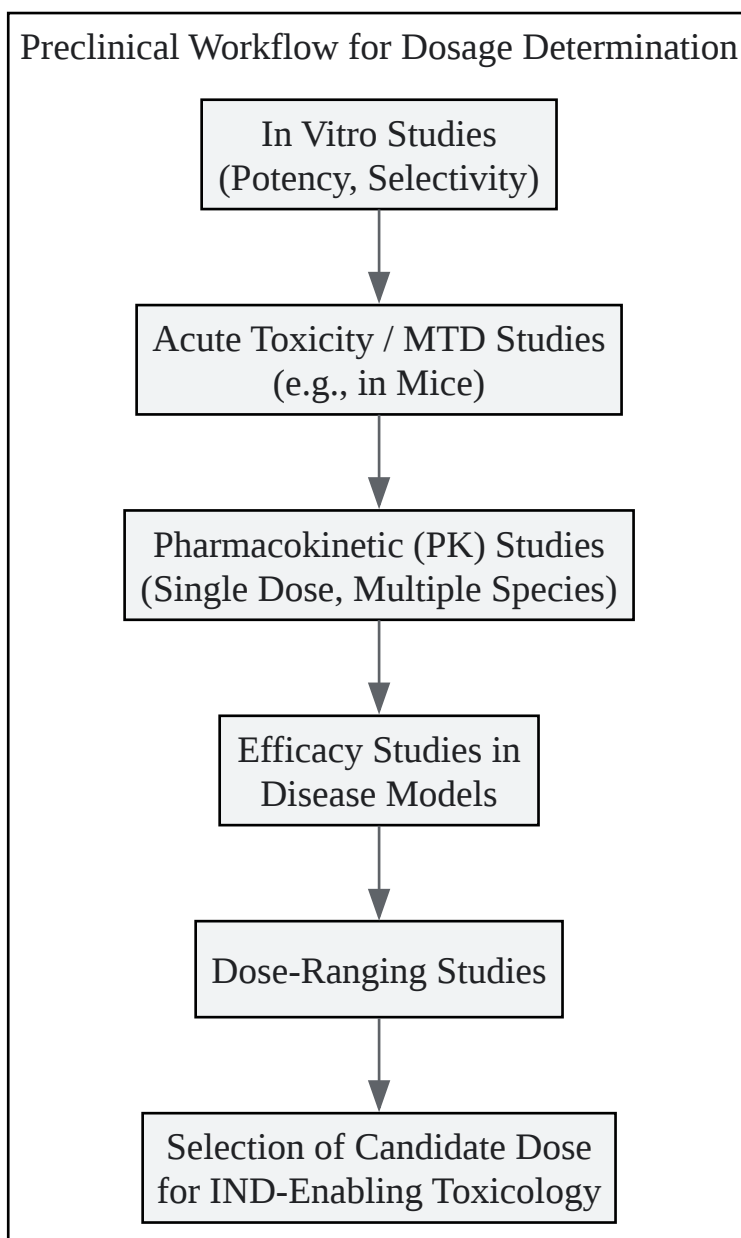 Preclinical Workflow for Dosage Determination
In Vitro Studies
(Potency, Selectivity)
Acute Toxicity / MTD Studies
(e.g., in Mice)
Pharmacokinetic (PK) Studies
(Single Dose, Multiple Species)
Efficacy Studies in
Disease Models
Dose-Ranging Studies
Selection of Candidate Dose
for IND-Enabling Toxicology